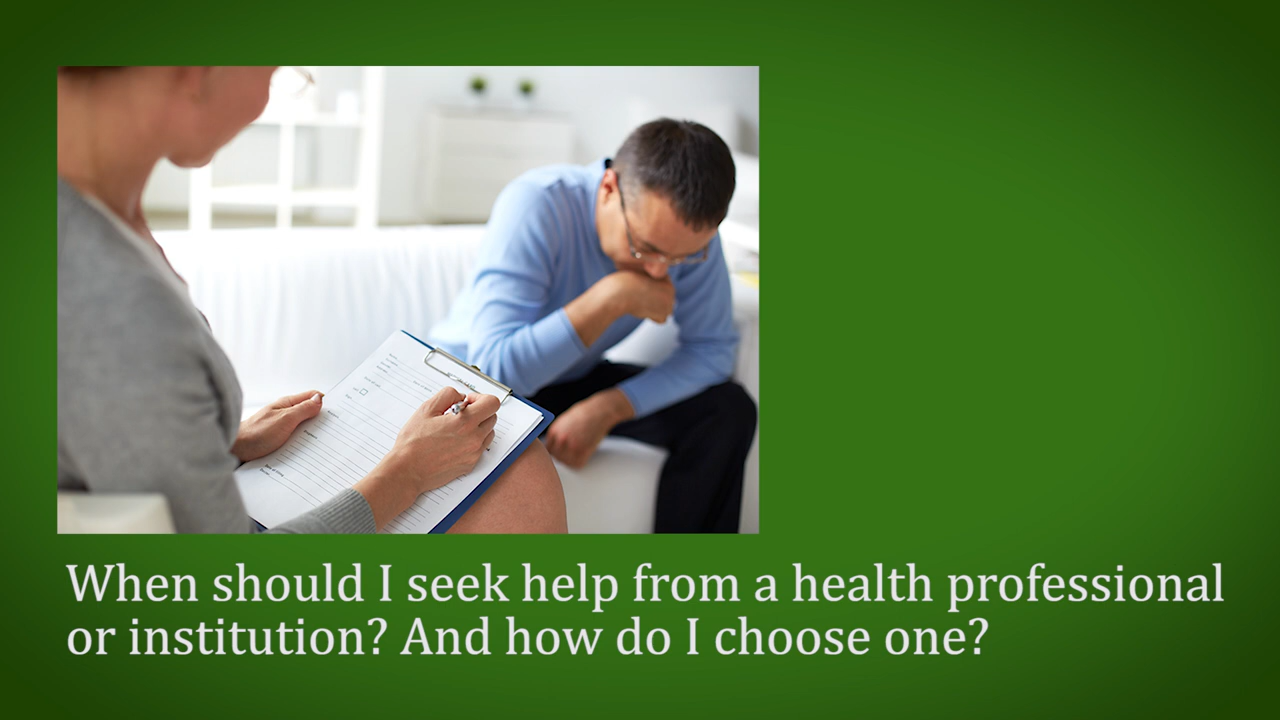 When should I seek help from a health professional
or institution? And how do I choose one?